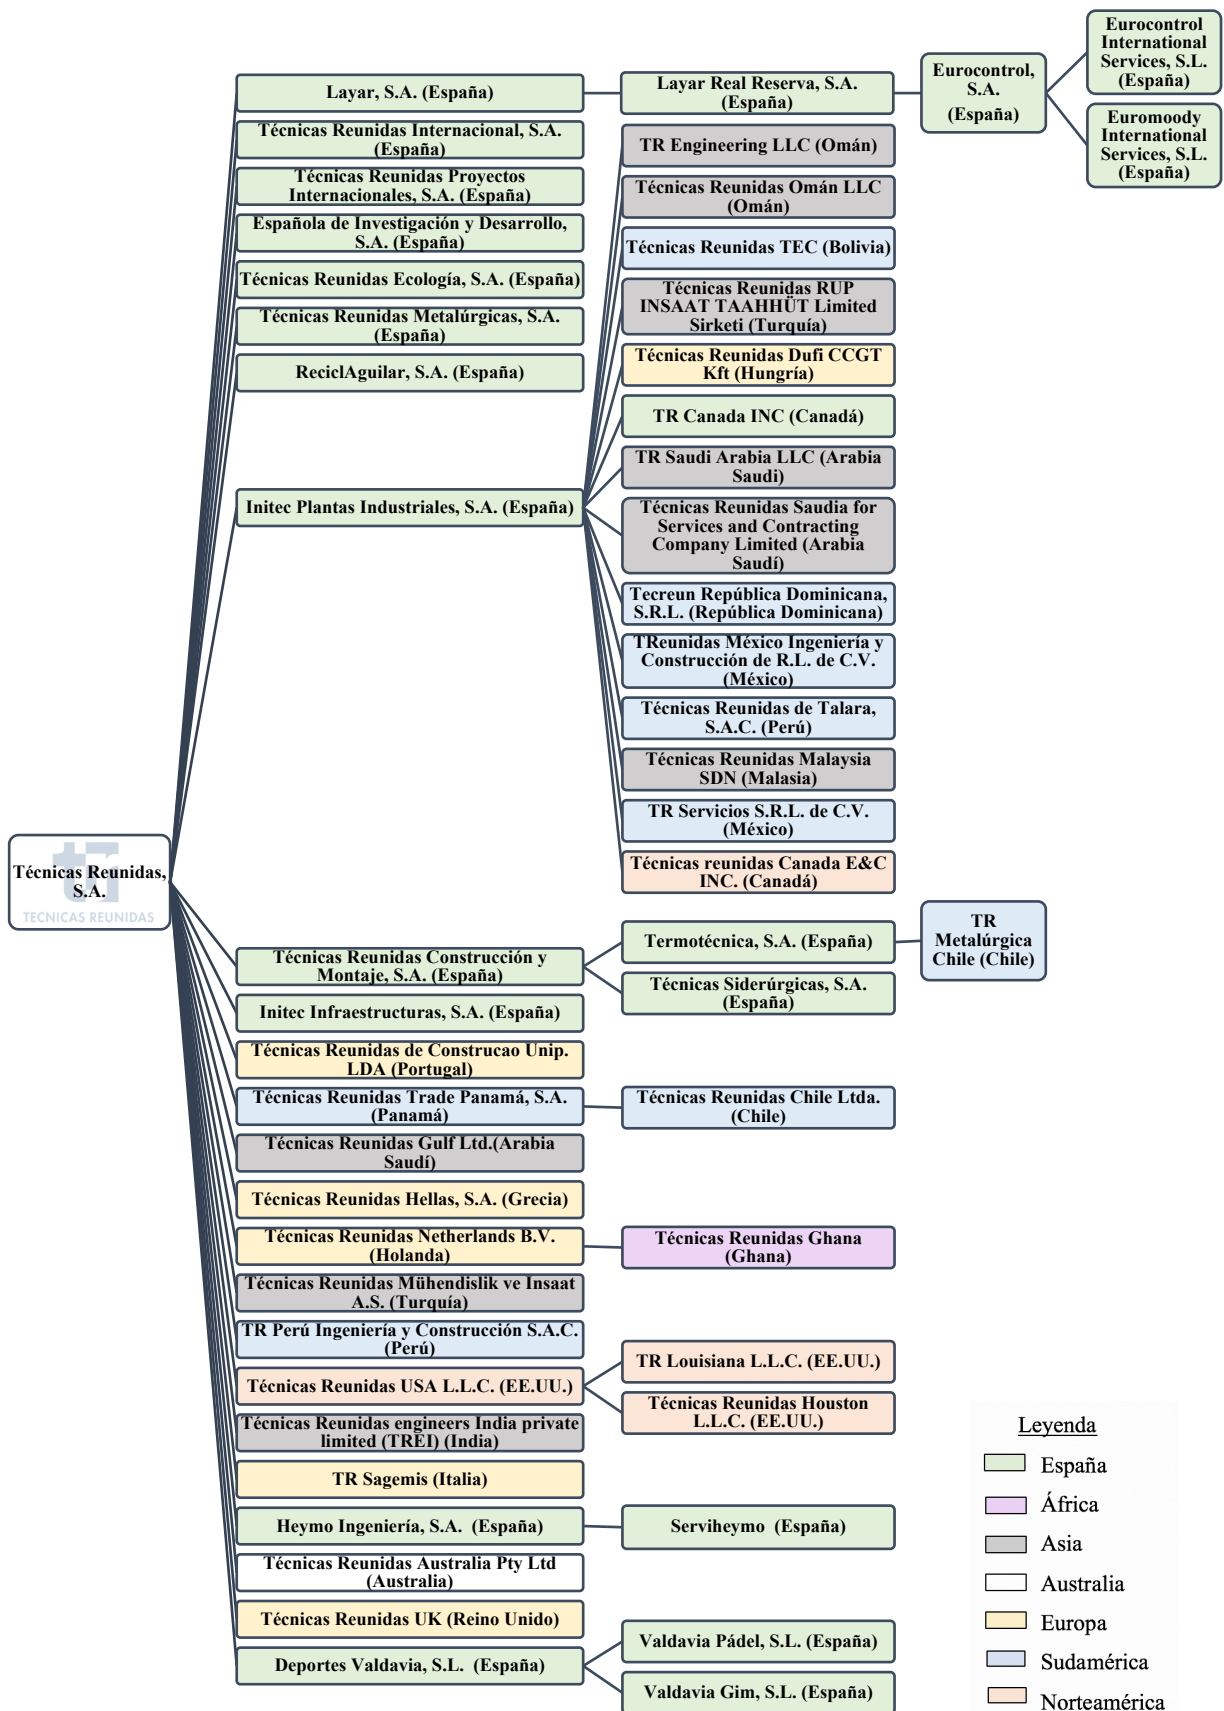 Técnicas Reunidas,
S.A.
TECNICAS REUNIDAS
Layar, S.A. (España)
Layar Real Reserva, S.A.
(España)
Eurocontrol,
S.A.
(España)
Eurocontrol
International
Services, S.L.
(España)
Euromoody
International
Services, S.L.
(España)
Técnicas Reunidas Internacional, S.A.
(España)
Técnicas Reunidas Proyectos
Internacionales, S.A. (España)
Española de Investigación y Desarrollo,
S.A. (España)
Técnicas Reunidas Ecología, S.A. (España)
Técnicas Reunidas Metalúrgicas, S.A.
(España)
ReciclAguilar, S.A. (España)
Initec Plantas Industriales, S.A. (España)
TR Engineering LLC (Omán)
Técnicas Reunidas Omán LLC
(Omán)
Técnicas Reunidas TEC (Bolivia)
Técnicas Reunidas RUP
INSAAT TAAHHÜT Limited
Sirketi (Turquía)
Técnicas Reunidas Dufi CCGT
Kft (Hungría)
TR Canada INC (Canadá)
TR Saudi Arabia LLC (Arabia
Saudi)
Técnicas Reunidas Saudia for
Services and Contracting
Company Limited (Arabia
Saudí)
Tecreun República Dominicana,
S.R.L. (República Dominicana)
TReunidas México Ingeniería y
Construcción de R.L. de C.V.
(México)
Técnicas Reunidas de Talara,
S.A.C. (Perú)
Técnicas Reunidas Malaysia
SDN (Malasia)
TR Servicios S.R.L. de C.V.
(México)
Técnicas reunidas Canada E&C
INC. (Canadá)
Técnicas Reunidas Construcción y
Montaje, S.A. (España)
Termotécnica, S.A. (España)
TR
Metalúrgica
Chile (Chile)
Técnicas Siderúrgicas, S.A.
(España)
Initec Infraestructuras, S.A. (España)
Técnicas Reunidas de Construcao Unip.
LDA (Portugal)
Técnicas Reunidas Trade Panamá, S.A.
(Panamá)
Técnicas Reunidas Chile Ltda.
(Chile)
Técnicas Reunidas Gulf Ltd.(Arabia
Saudí)
Técnicas Reunidas Hellas, S.A. (Grecia)
Técnicas Reunidas Netherlands B.V.
(Holanda)
Técnicas Reunidas Ghana
(Ghana)
Técnicas Reunidas Mühendislik ve Insaat
A.S. (Turquía)
TR Perú Ingeniería y Construcción S.A.C.
(Perú)
Técnicas Reunidas USA L.L.C. (EE.UU.)
TR Louisiana L.L.C. (EE.UU.)
Técnicas Reunidas Houston
L.L.C. (EE.UU.)
Técnicas Reunidas engineers India private
limited (TREI) (India)
TR Sagemis (Italia)
Heymo Ingeniería, S.A. (España)
Serviheymo (España)
Técnicas Reunidas Australia Pty Ltd
(Australia)
Técnicas Reunidas UK (Reino Unido)
Deportes Valdavia, S.L. (España)
Valdavia Pádel, S.L. (España)
Valdavia Gim, S.L. (España)
Leyenda
España
África
Asia
Australia
Europa
Sudamérica
Norteamérica